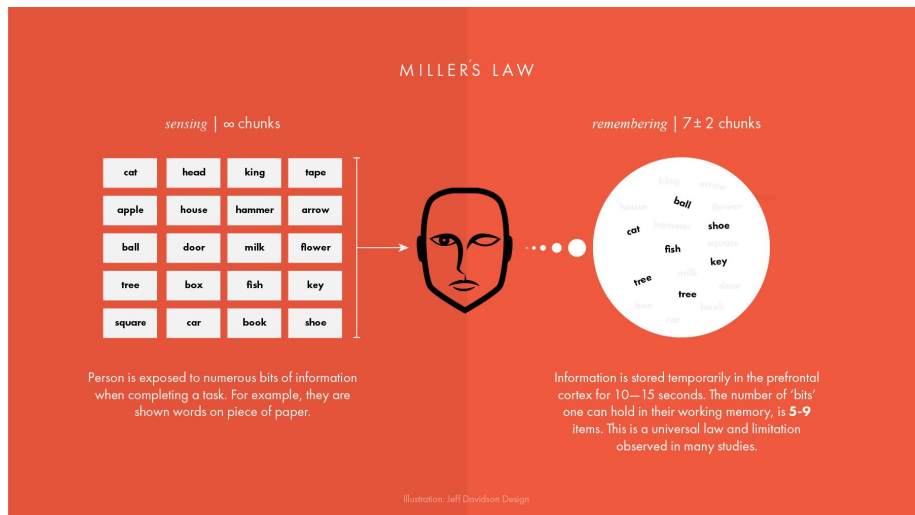 MILLER'S LAW
sensing | ∞ chunks
cat head king tape
apple house hammer arrow
ball door milk flower
tree box fish key
square car book shoe
Person is exposed to numerous bits of information
when completing a task. For example, they are
shown words on piece of paper.
remembering | 7± 2 chunks
king arrow
house ball flower
cat hammer shoe
fish square
key
tree milk door
tree
box book
car
Information is stored temporarily in the prefrontal
cortex for 10—15 seconds. The number of ‘bits’
one can hold in their working memory, is 5-9
items. This is a universal law and limitation
observed in many studies.
Illustration: Jeff Davidson Design